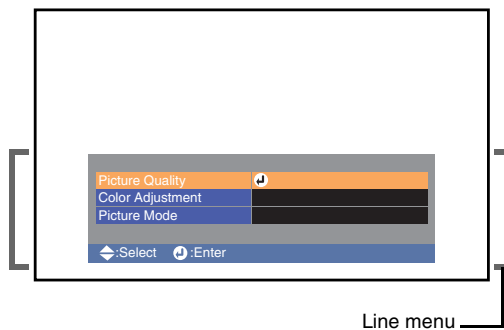 Picture Quality
Color Adjustment
Picture Mode
:Select :Enter
Line menu